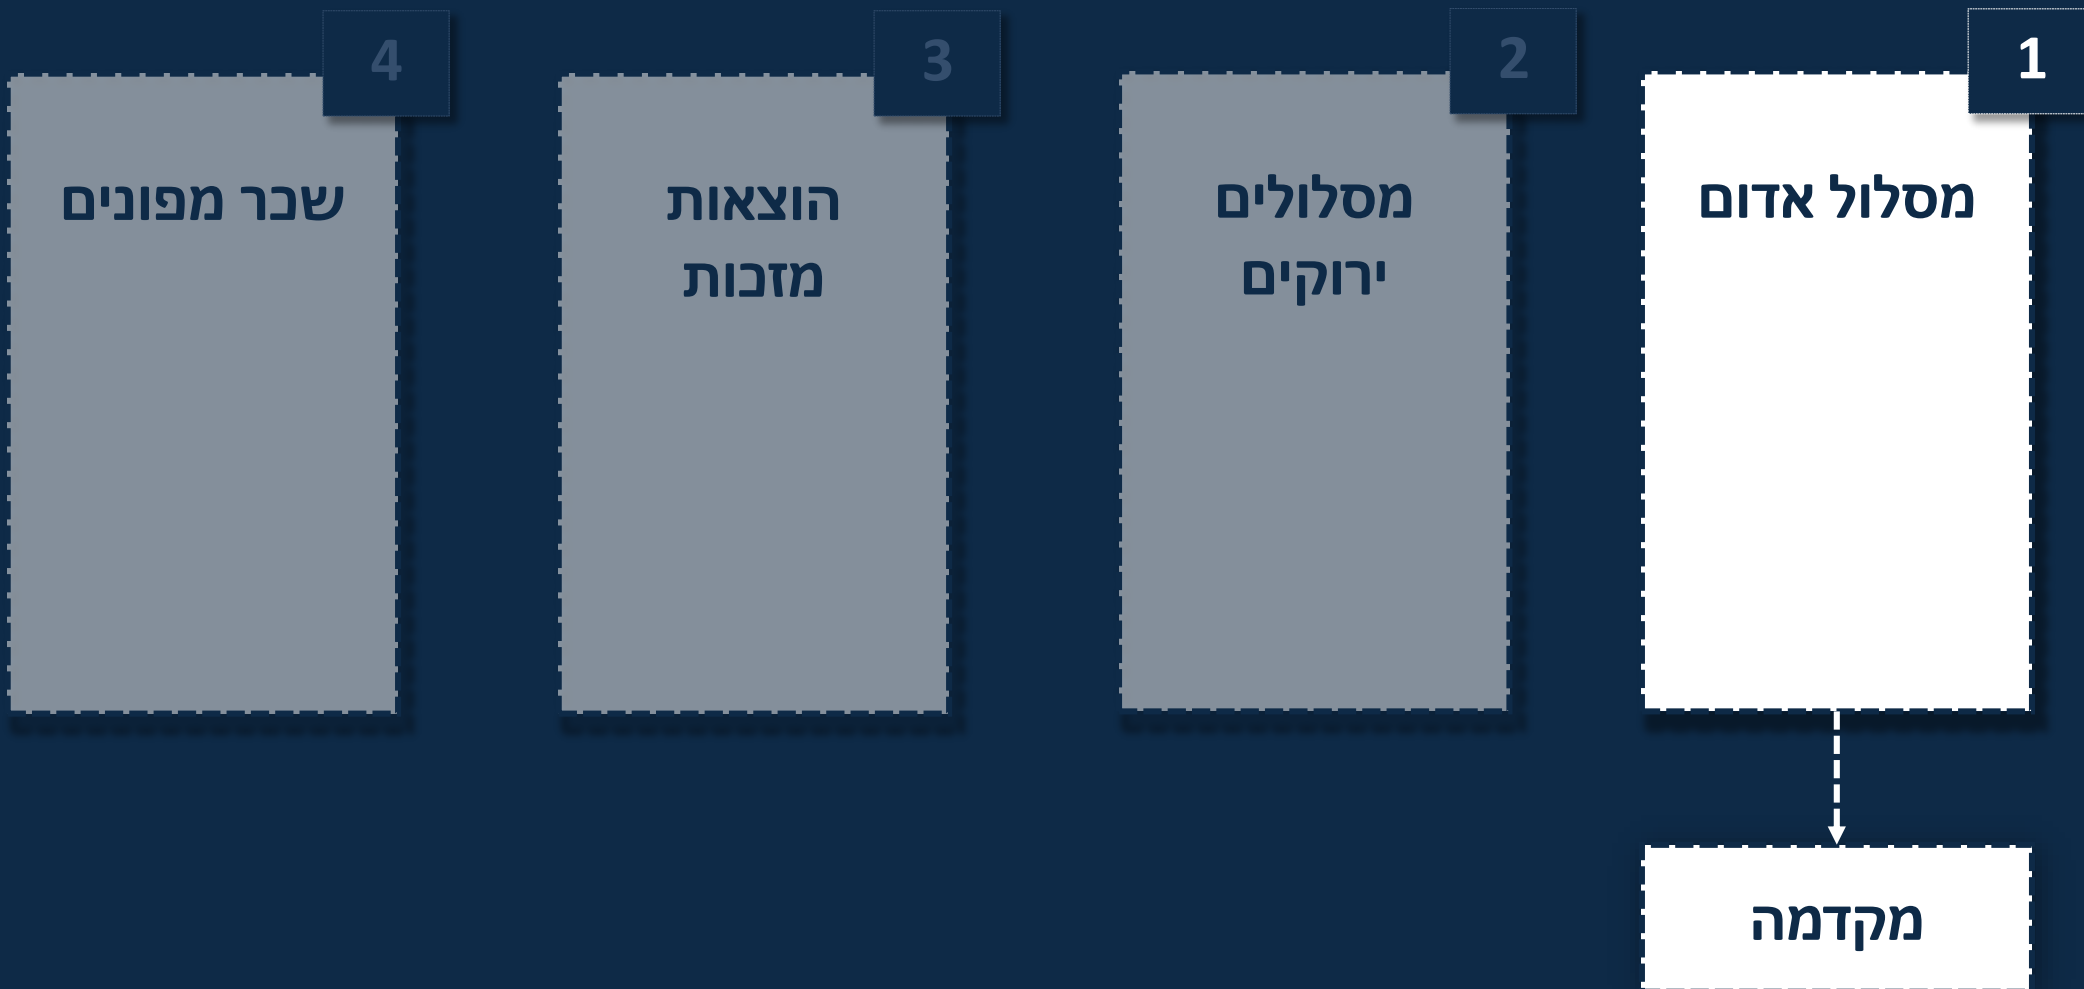 1
מסלול אדום
2
מסלולים
ירוקים
3
הוצאות
מזכות
4
שכר מפונים
מקדמה